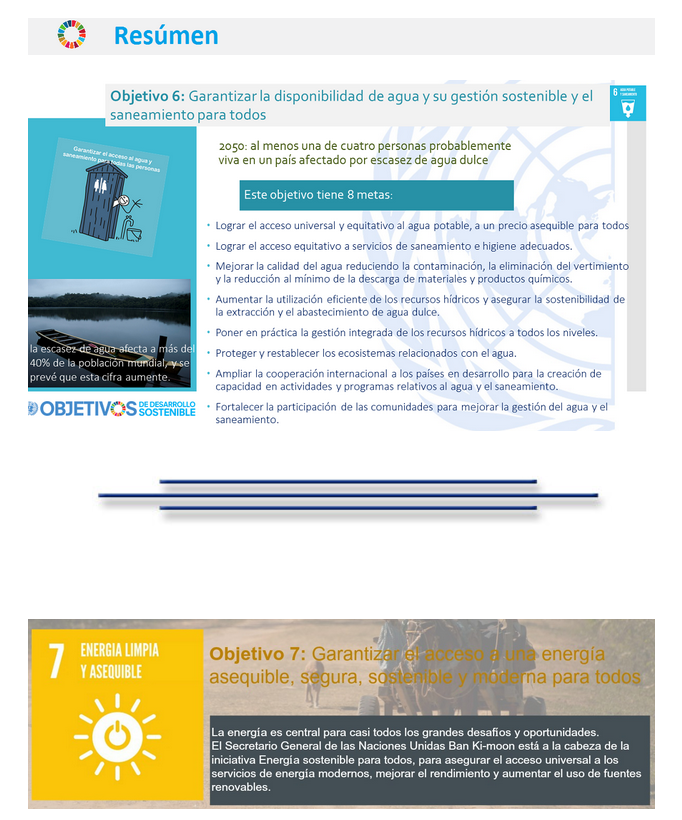 Resúmen
Objetivo 6: Garantizar la disponibilidad de agua y su gestión sostenible y el
saneamiento para todos
6 AGUA LIMPIA
Y SANEAMIENTO
Garantizar el acceso al agua y
saneamiento para todas las personas
2050: al menos una de cuatro personas probablemente
viva en un país afectado por escasez de agua dulce
Este objetivo tiene 8 metas:
• Lograr el acceso universal y equitativo al agua potable, a un precio asequible para todos
• Lograr el acceso equitativo a servicios de saneamiento e higiene adecuados.
• Mejorar la calidad del agua reduciendo la contaminación, la eliminación del vertimiento
y la reducción al mínimo de la descarga de materiales y productos químicos.
• Aumentar la utilización eficiente de los recursos hídricos y asegurar la sostenibilidad de
la extracción y el abastecimiento de agua dulce.
• Poner en práctica la gestión integrada de los recursos hídricos a todos los niveles.
• Proteger y restablecer los ecosistemas relacionados con el agua.
• Ampliar la cooperación internacional a los países en desarrollo para la creación de
capacidad en actividades y programas relativos al agua y el saneamiento.
• Fortalecer la participación de las comunidades para mejorar la gestión del agua y el
saneamiento.
la escasez de agua afecta a más del
40% de la población mundial, y se
prevé que esta cifra aumente.
OBJETIVOS DE DESARROLLO
SOSTENIBLE
7 ENERGIA LIMPIA
Y ASEQUIBLE
Objetivo 7: Garantizar el acceso a una energía
asequible, segura, sostenible y moderna para todos
La energía es central para casi todos los grandes desafíos y oportunidades.
El Secretario General de las Naciones Unidas Ban Ki-moon está a la cabeza de la
iniciativa Energía sostenible para todos, para asegurar el acceso universal a los
servicios de energía modernos, mejorar el rendimiento y aumentar el uso de fuentes
renovables.